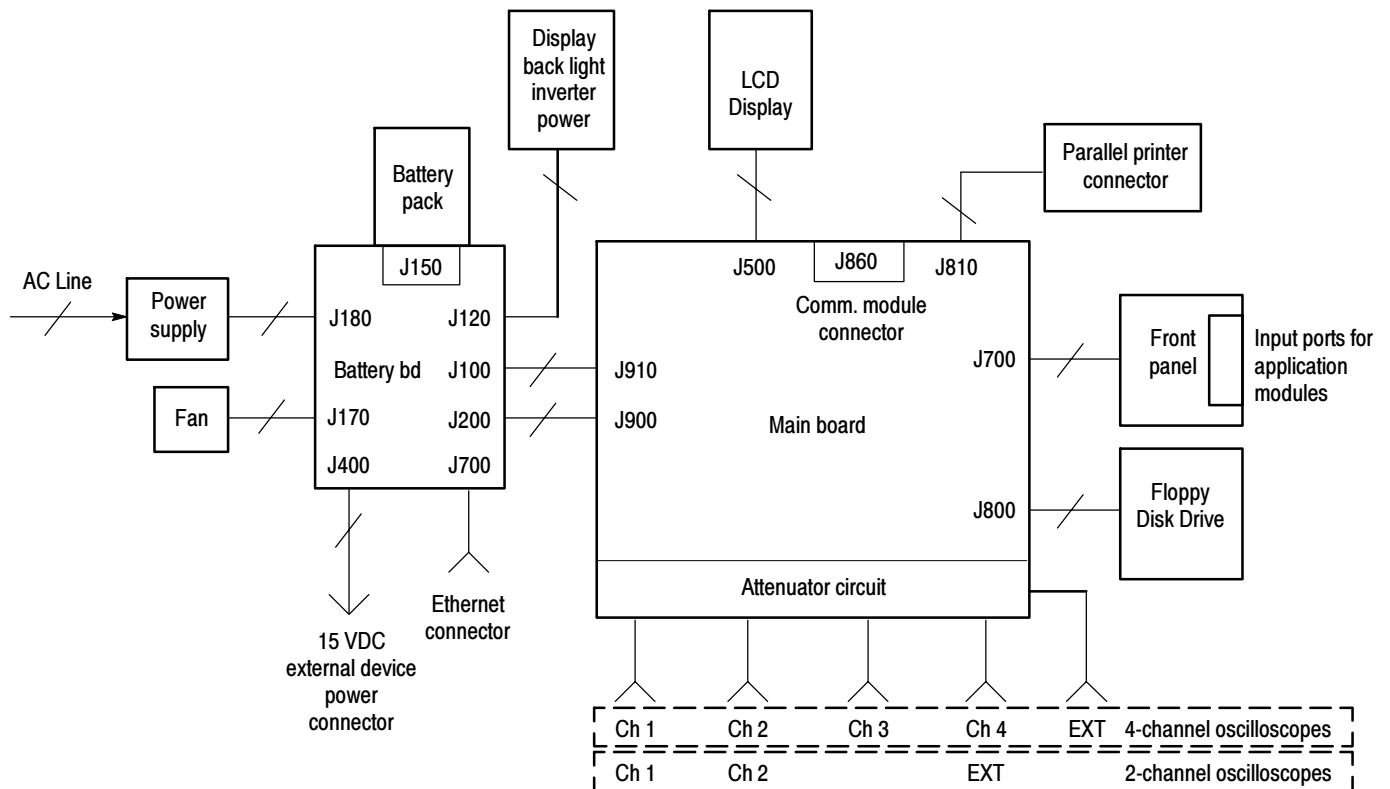 Display
back light
inverter
power
LCD
Display
Battery
pack
Parallel printer
connector
J150
J500
J860
J810
AC Line
Power
supply
J180
J120
Comm. module
connector
Front
panel
Input ports for
application
modules
J700
Battery bd
J100
J910
Fan
J170
J200
J900
Main board
J400
J700
J800
Floppy
Disk Drive
Attenuator circuit
Ethernet
connector
15 VDC
external device
power
connector
Ch 1 Ch 2 Ch 3 Ch 4 EXT 4-channel oscilloscopes
Ch 1 Ch 2 EXT 2-channel oscilloscopes